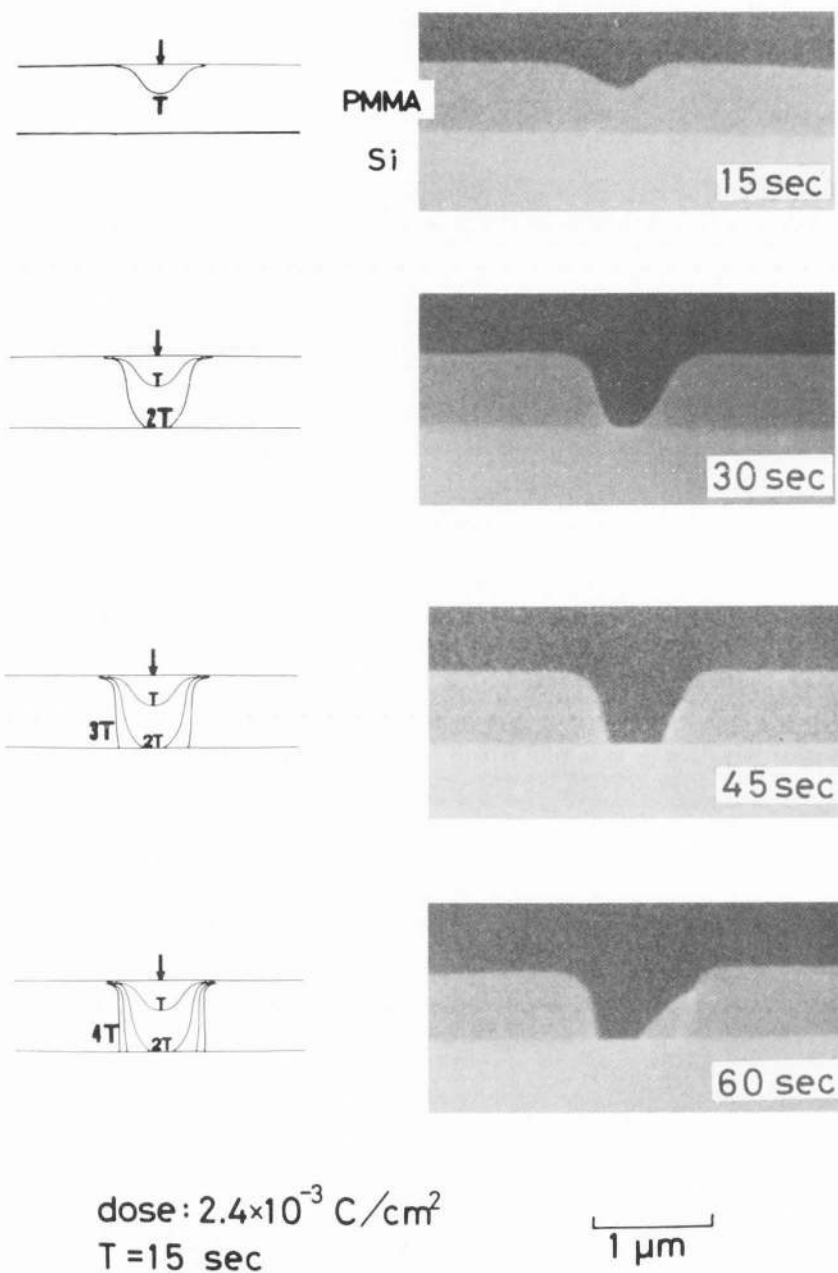 T
PMMA
Si
15 sec
T
2T
30 sec
T
3T
2T
45 sec
T
4T
2T
60 sec
dose: 2.4×10⁻³ C/cm²
T = 15 sec
1 µm